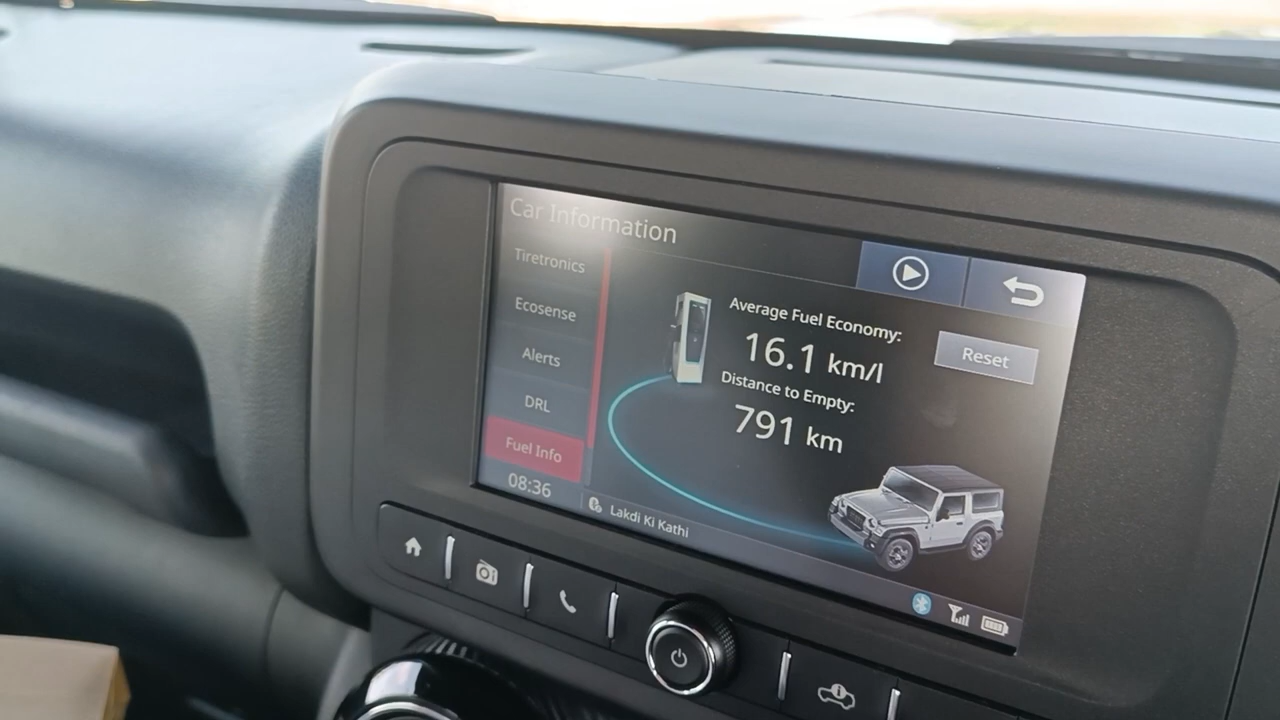 Car Information
Tiretronics
Ecosense
Alerts
DRL
Fuel Info
Average Fuel Economy:
16.1 km/l
Distance to Empty:
791 km
Reset
08:36
Lakdi Ki Kathi